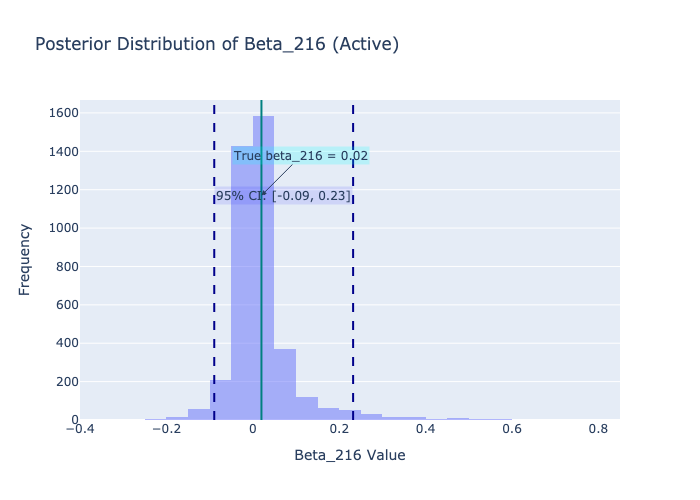 Posterior Distribution of Beta_216 (Active)
1600
1400
True beta_216 = 0.02
1200
95% CI: [-0.09, 0.23]
1000
800
600
400
200
0
Frequency
−0.4 −0.2 0 0.2 0.4 0.6 0.8
Beta_216 Value